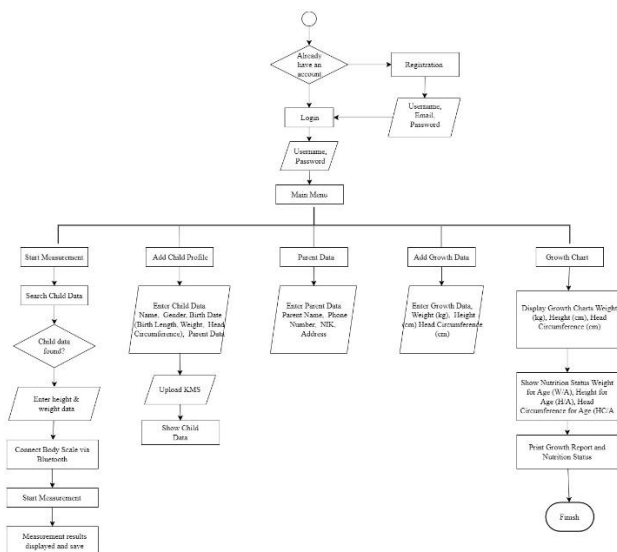 Already
have an
account
Registration
Username,
Email,
Password
Login
Username,
Password
Main Menu
Start Measurement
Search Child Data
Child data
found?
Enter height &
weight data
Connect Body Scale via
Bluetooth
Start Measurement
Measurement results
displayed and save
Add Child Profile
Enter Child Data
Name, Gender, Birth Date
(Birth Length, Weight, Head
Circumference), Parent Data
Upload KMS
Show Child
Data
Parent Data
Enter Parent Data
Parent Name, Phone
Number, NIK,
Address
Add Growth Data
Enter Growth Data,
Weight (kg), Height
(cm) Head Circumference
(cm)
Growth Chart
Display Growth Charts Weight
(kg), Height (cm), Head
Circumference (cm)
Show Nutrition Status Weight
for Age (W/A), Height for
Age (H/A), Head
Circumference for Age (HC/A
Print Growth Report and
Nutrition Status
Finish